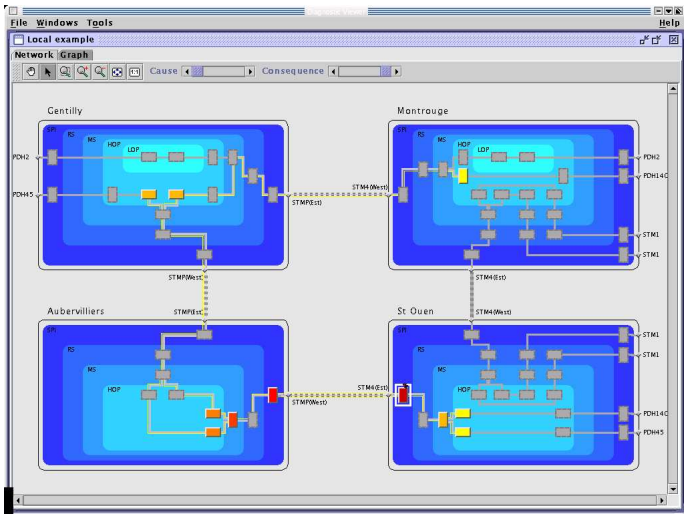 File Windows Tools Help
Local example
Network Graph
1:1 Cause Consequence
Gentilly Montrouge
SPI RS MS HOP LOP
PDH2
PDH45
STMP(Est)
STM4(West)
SPI RS MS HOP LOP
PDH2
PDH140
STM1
STM1
STMP(West)
STM4(Est)
Aubervilliers STMP(Est)
St Ouen STM4(West)
SPI RS MS HOP
STM4(Est)
STMP(West)
SPI RS MS HOP
STM1
STM1
PDH140
PDH45